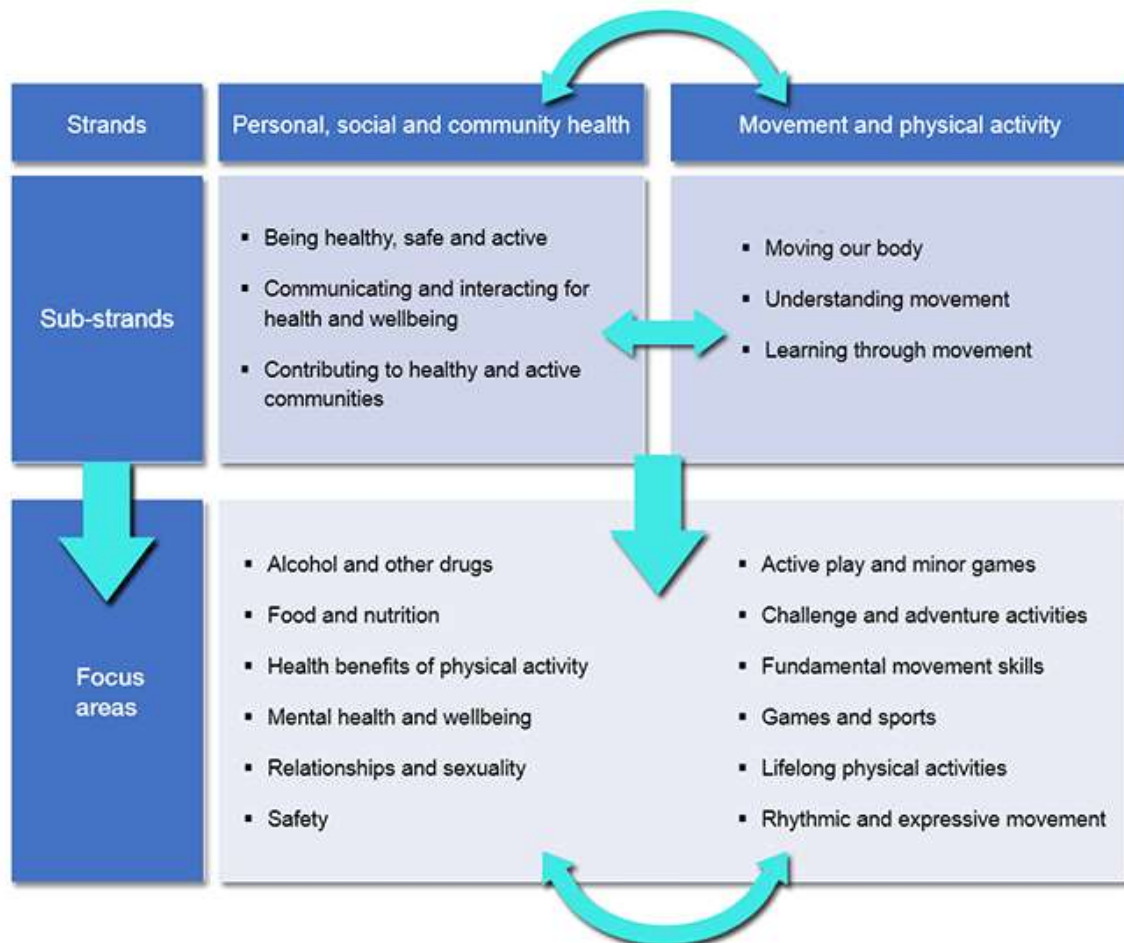 Strands
Personal, social and community health
Movement and physical activity
Sub-strands
▪ Being healthy, safe and active
▪ Communicating and interacting for
health and wellbeing
▪ Contributing to healthy and active
communities
▪ Moving our body
▪ Understanding movement
▪ Learning through movement
Focus
areas
▪ Alcohol and other drugs
▪ Food and nutrition
▪ Health benefits of physical activity
▪ Mental health and wellbeing
▪ Relationships and sexuality
▪ Safety
▪ Active play and minor games
▪ Challenge and adventure activities
▪ Fundamental movement skills
▪ Games and sports
▪ Lifelong physical activities
▪ Rhythmic and expressive movement